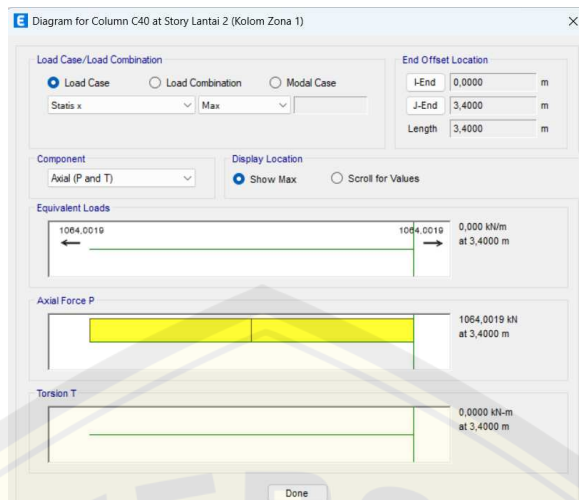 E Diagram for Column C40 at Story Lantai 2 (Kolom Zona 1)
Load Case/Load Combination
Load Case Load Combination Modal Case
Statis x Max
End Offset Location
I-End 0,0000 m
J-End 3,4000 m
Length 3,4000 m
Component
Axial (P and T)
Display Location
Show Max Scroll for Values
Equivalent Loads
1064,0019 1064,0019
0,000 kN/m
at 3,4000 m
Axial Force P
1064,0019 kN
at 3,4000 m
Torsion T
0,0000 kN-m
at 3,4000 m
Done